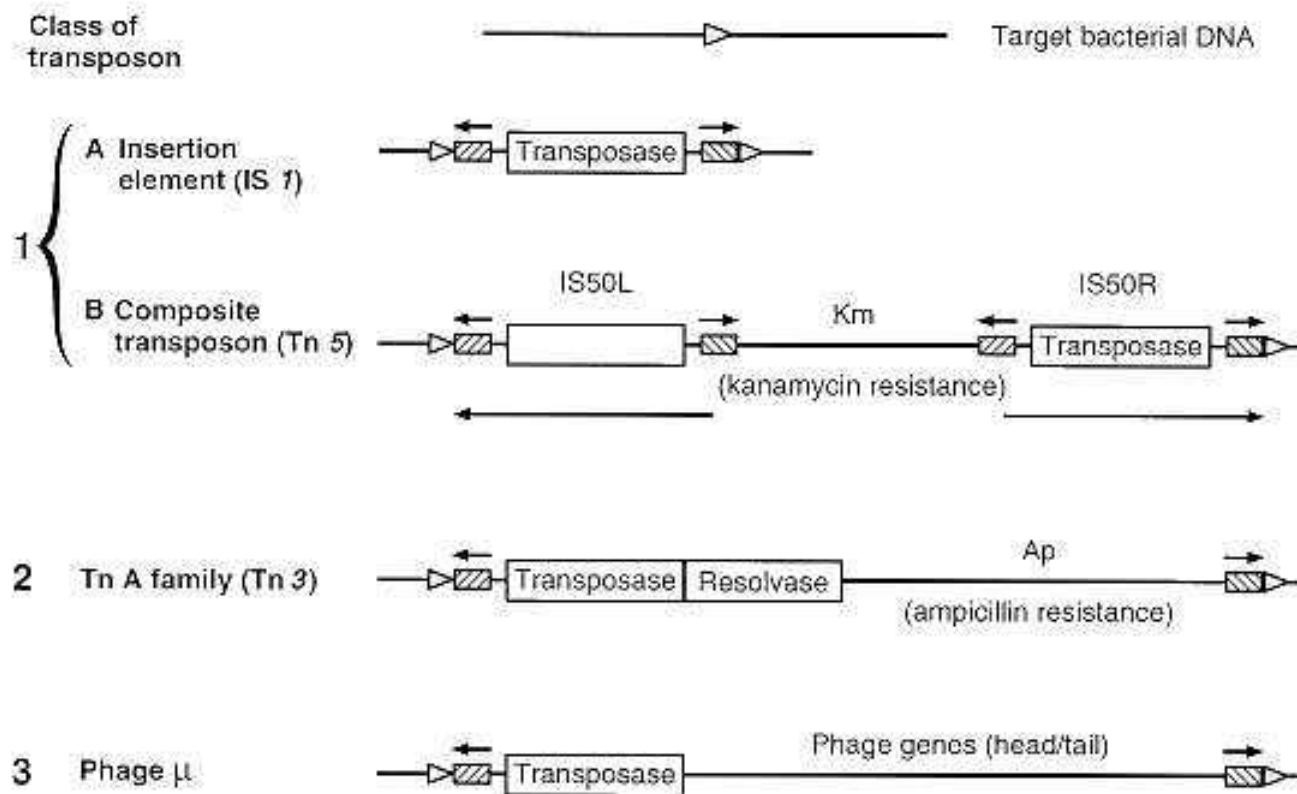 Class of
transposon
Target bacterial DNA
1
A Insertion
element (IS 1)
Transposase
B Composite
transposon (Tn 5)
IS50L
Km
IS50R
Transposase
(kanamycin resistance)
2
Tn A family (Tn 3)
Transposase
Resolvase
Ap
(ampicillin resistance)
3
Phage μ
Transposase
Phage genes (head/tail)